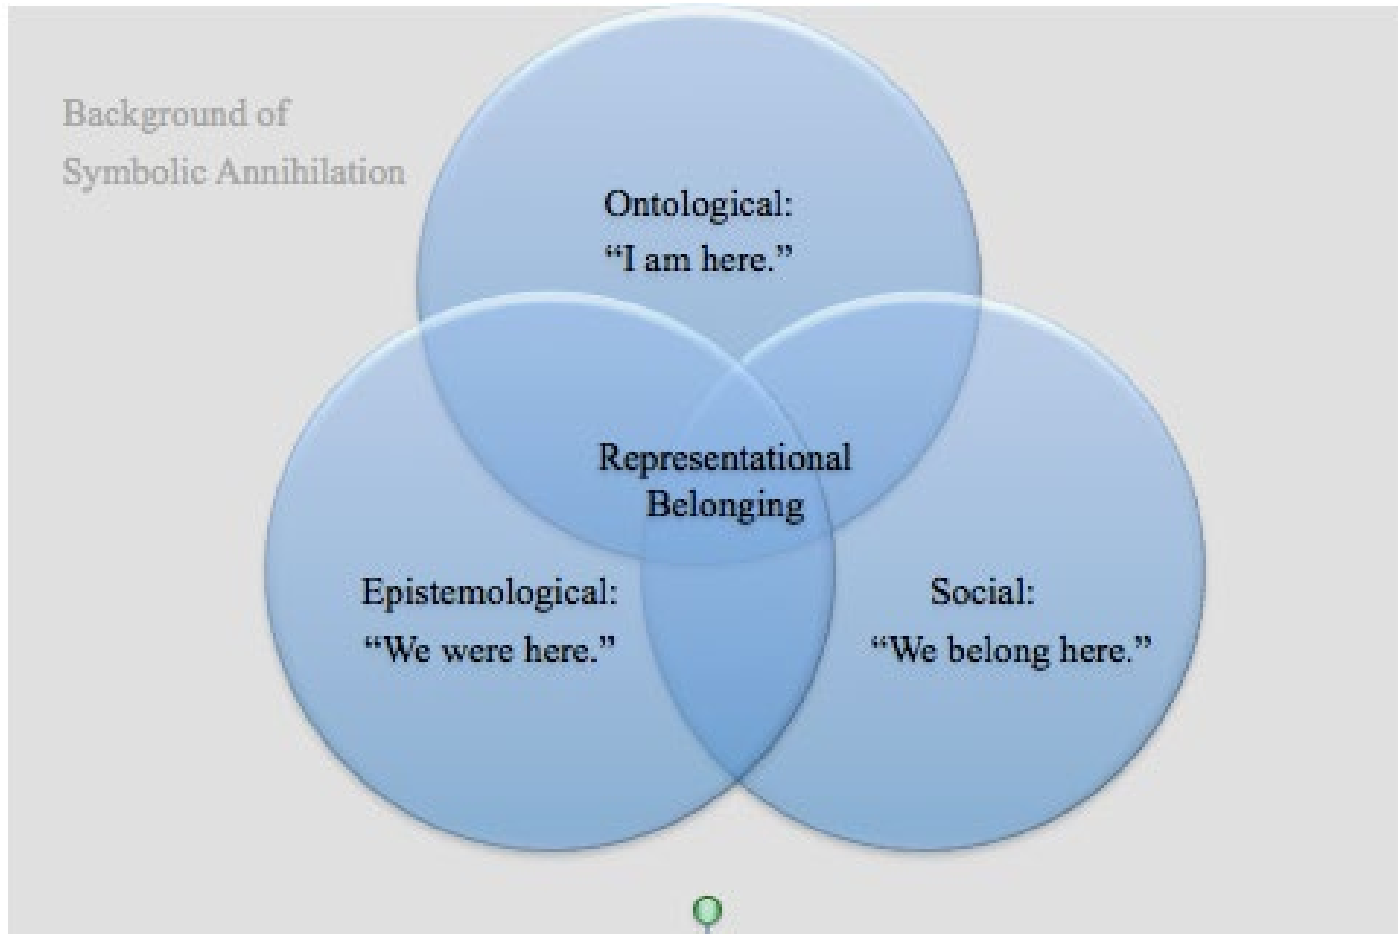 Background of
Symbolic Annihilation
Ontological:
“I am here.”
Representational
Belonging
Epistemological:
“We were here.”
Social:
“We belong here.”